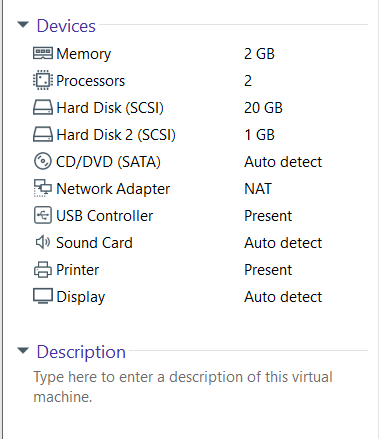 Devices
Memory 2 GB
Processors 2
Hard Disk (SCSI) 20 GB
Hard Disk 2 (SCSI) 1 GB
CD/DVD (SATA) Auto detect
Network Adapter NAT
USB Controller Present
Sound Card Auto detect
Printer Present
Display Auto detect
Description
Type here to enter a description of this virtual
machine.